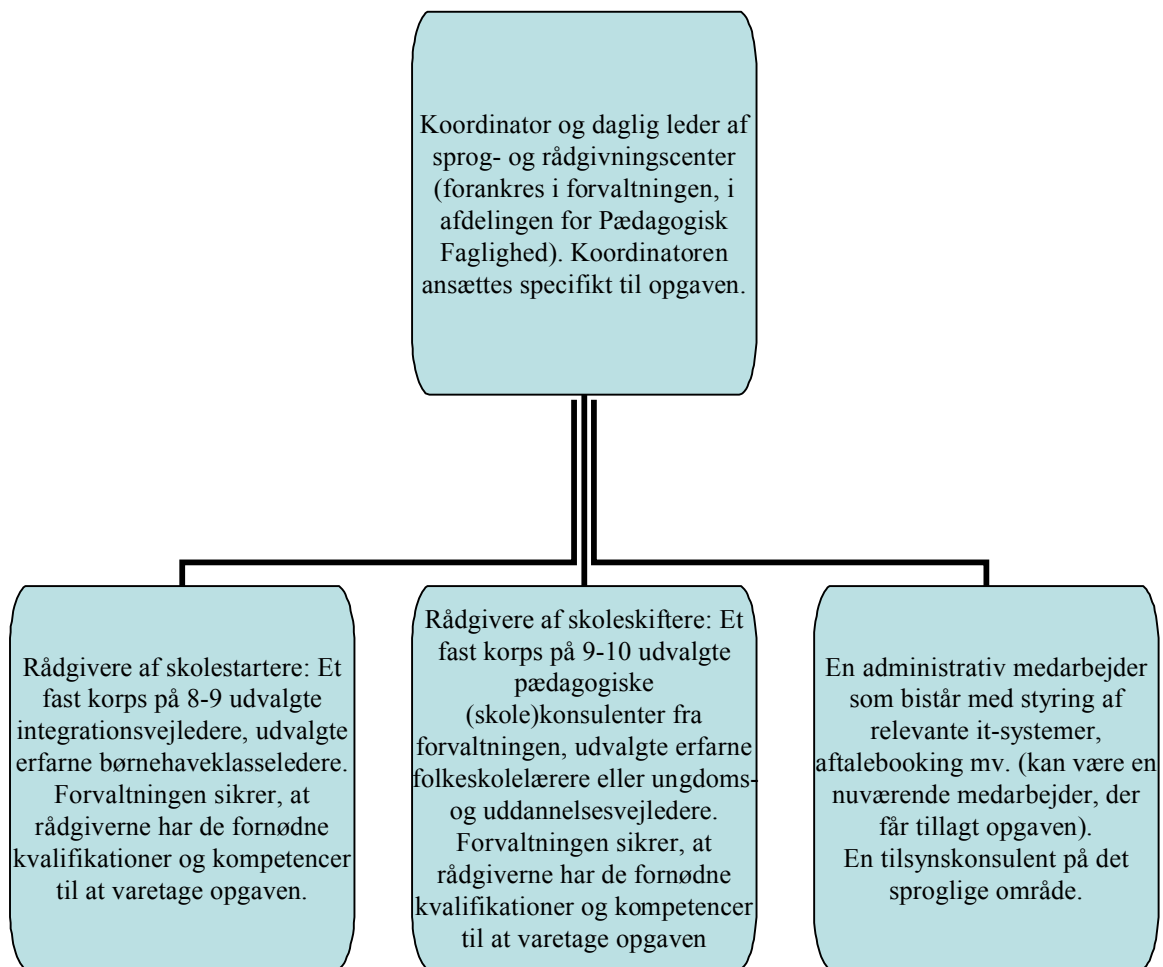 Koordinator og daglig leder af
sprog- og rådgivningscenter
(forankres i forvaltningen, i
afdelingen for Pædagogisk
Faglighed). Koordinatoren
ansættes specifikt til opgaven.
Rådgivere af skolestartere: Et
fast korps på 8-9 udvalgte
integrationsvejledere, udvalgte
erfarne børnehaveklasseledere.
Forvaltningen sikrer, at
rådgiverne har de fornødne
kvalifikationer og kompetencer
til at varetage opgaven.
Rådgivere af skoleskiftere: Et
fast korps på 9-10 udvalgte
pædagogiske
(skole)konsulenter fra
forvaltningen, udvalgte erfarne
folkeskolelærere eller ungdoms-
og uddannelsesvejledere.
Forvaltningen sikrer, at
rådgiverne har de fornødne
kvalifikationer og kompetencer
til at varetage opgaven
En administrativ medarbejder
som bistår med styring af
relevante it-systemer,
aftalebooking mv. (kan være en
nuværende medarbejder, der
får tillagt opgaven).
En tilsynskonsulent på det
sproglige område.